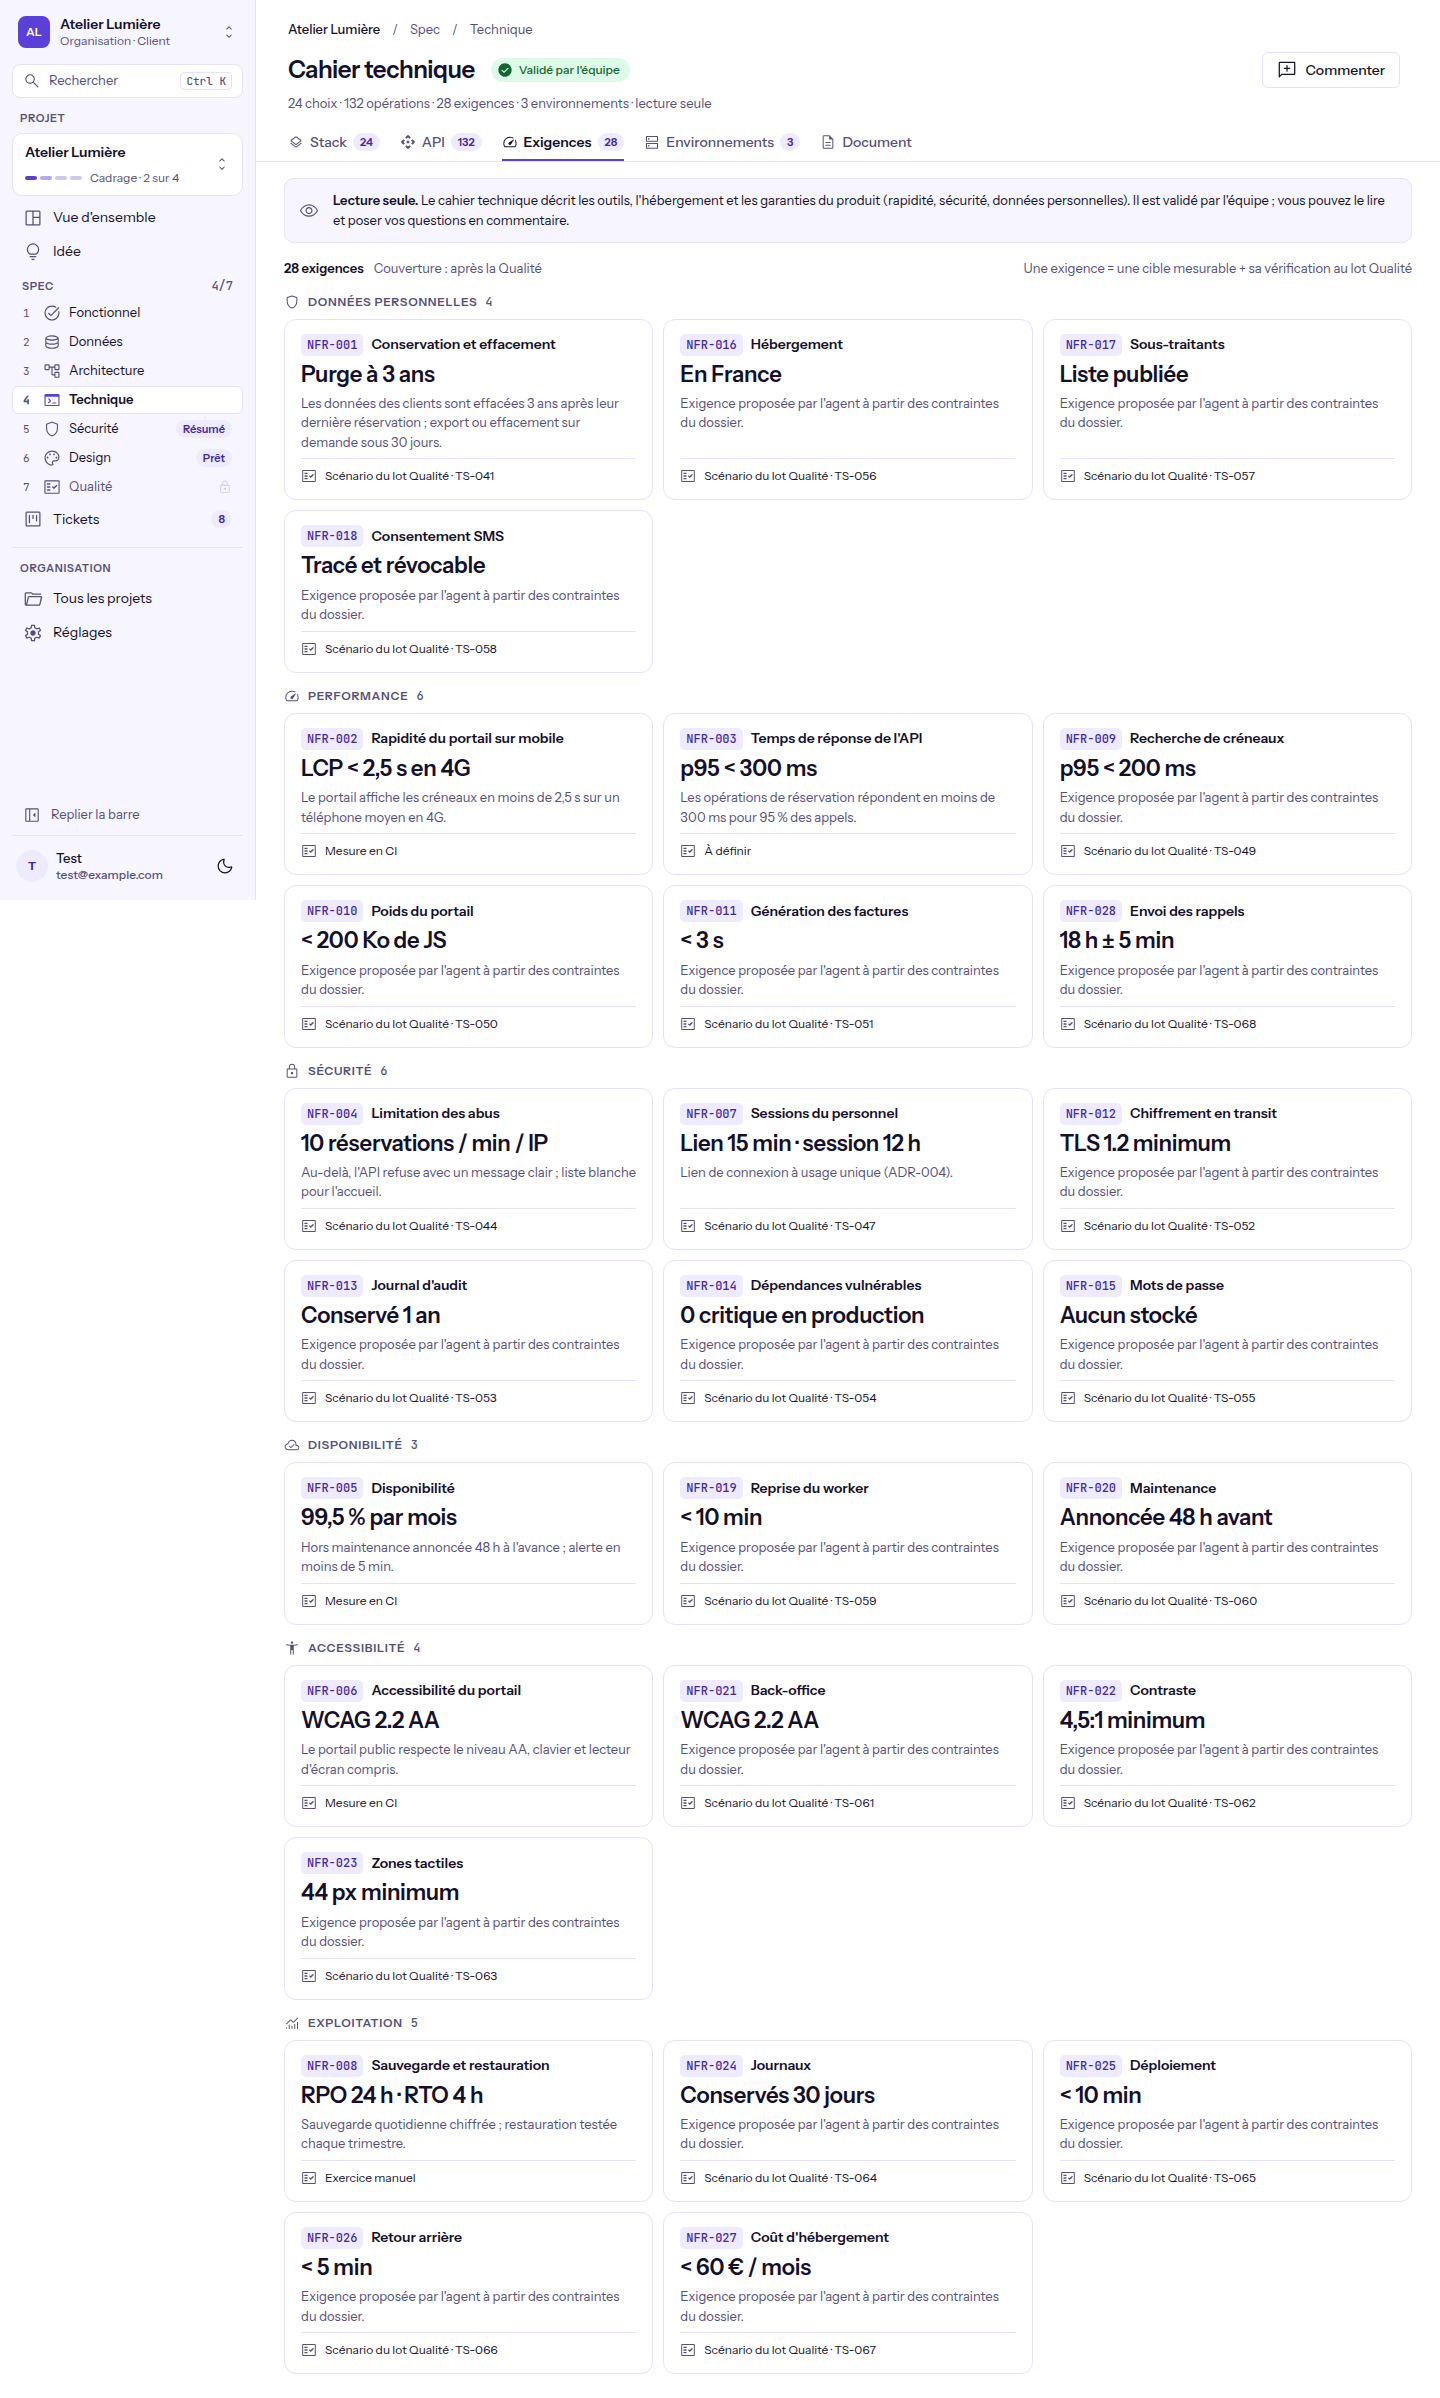 AL
Atelier Lumière
Organisation · Client
Rechercher
Ctrl K
PROJET
Atelier Lumière
Cadrage · 2 sur 4
Vue d'ensemble
Idée
SPEC 4/7
1 Fonctionnel
2 Données
3 Architecture
4 Technique
5 Sécurité Résumé
6 Design Prêt
7 Qualité
Tickets 8
ORGANISATION
Tous les projets
Réglages
Replier la barre
T
Test
test@example.com
Atelier Lumière / Spec / Technique
Cahier technique
Validé par l'équipe
Commenter
24 choix · 132 opérations · 28 exigences · 3 environnements · lecture seule
Stack 24
API 132
Exigences 28
Environnements 3
Document
Lecture seule. Le cahier technique décrit les outils, l'hébergement et les garanties du produit (rapidité, sécurité, données personnelles). Il est validé par l'équipe ; vous pouvez le lire
et poser vos questions en commentaire.
28 exigences Couverture : après la Qualité
Une exigence = une cible mesurable + sa vérification au lot Qualité
DONNÉES PERSONNELLES 4
NFR-001 Conservation et effacement
Purge à 3 ans
Les données des clients sont effacées 3 ans après leur
dernière réservation ; export ou effacement sur
demande sous 30 jours.
Scénario du lot Qualité · TS-041
NFR-016 Hébergement
En France
Exigence proposée par l'agent à partir des contraintes
du dossier.
Scénario du lot Qualité · TS-056
NFR-017 Sous-traitants
Liste publiée
Exigence proposée par l'agent à partir des contraintes
du dossier.
Scénario du lot Qualité · TS-057
NFR-018 Consentement SMS
Tracé et révocable
Exigence proposée par l'agent à partir des contraintes
du dossier.
Scénario du lot Qualité · TS-058
PERFORMANCE 6
NFR-002 Rapidité du portail sur mobile
LCP < 2,5 s en 4G
Le portail affiche les créneaux en moins de 2,5 s sur un
téléphone moyen en 4G.
Mesure en CI
NFR-003 Temps de réponse de l'API
p95 < 300 ms
Les opérations de réservation répondent en moins de
300 ms pour 95 % des appels.
À définir
NFR-009 Recherche de créneaux
p95 < 200 ms
Exigence proposée par l'agent à partir des contraintes
du dossier.
Scénario du lot Qualité · TS-049
NFR-010 Poids du portail
< 200 Ko de JS
Exigence proposée par l'agent à partir des contraintes
du dossier.
Scénario du lot Qualité · TS-050
NFR-011 Génération des factures
< 3 s
Exigence proposée par l'agent à partir des contraintes
du dossier.
Scénario du lot Qualité · TS-051
NFR-028 Envoi des rappels
18 h ± 5 min
Exigence proposée par l'agent à partir des contraintes
du dossier.
Scénario du lot Qualité · TS-068
SÉCURITÉ 6
NFR-004 Limitation des abus
10 réservations / min / IP
Au-delà, l'API refuse avec un message clair ; liste blanche
pour l'accueil.
Scénario du lot Qualité · TS-044
NFR-007 Sessions du personnel
Lien 15 min · session 12 h
Lien de connexion à usage unique (ADR-004).
Scénario du lot Qualité · TS-047
NFR-012 Chiffrement en transit
TLS 1.2 minimum
Exigence proposée par l'agent à partir des contraintes
du dossier.
Scénario du lot Qualité · TS-052
NFR-013 Journal d'audit
Conservé 1 an
Exigence proposée par l'agent à partir des contraintes
du dossier.
Scénario du lot Qualité · TS-053
NFR-014 Dépendances vulnérables
0 critique en production
Exigence proposée par l'agent à partir des contraintes
du dossier.
Scénario du lot Qualité · TS-054
NFR-015 Mots de passe
Aucun stocké
Exigence proposée par l'agent à partir des contraintes
du dossier.
Scénario du lot Qualité · TS-055
DISPONIBILITÉ 3
NFR-005 Disponibilité
99,5 % par mois
Hors maintenance annoncée 48 h à l'avance ; alerte en
moins de 5 min.
Mesure en CI
NFR-019 Reprise du worker
< 10 min
Exigence proposée par l'agent à partir des contraintes
du dossier.
Scénario du lot Qualité · TS-059
NFR-020 Maintenance
Annoncée 48 h avant
Exigence proposée par l'agent à partir des contraintes
du dossier.
Scénario du lot Qualité · TS-060
ACCESSIBILITÉ 4
NFR-006 Accessibilité du portail
WCAG 2.2 AA
Le portail public respecte le niveau AA, clavier et lecteur
d'écran compris.
Mesure en CI
NFR-021 Back-office
WCAG 2.2 AA
Exigence proposée par l'agent à partir des contraintes
du dossier.
Scénario du lot Qualité · TS-061
NFR-022 Contraste
4,5:1 minimum
Exigence proposée par l'agent à partir des contraintes
du dossier.
Scénario du lot Qualité · TS-062
NFR-023 Zones tactiles
44 px minimum
Exigence proposée par l'agent à partir des contraintes
du dossier.
Scénario du lot Qualité · TS-063
EXPLOITATION 5
NFR-008 Sauvegarde et restauration
RPO 24 h · RTO 4 h
Sauvegarde quotidienne chiffrée ; restauration testée
chaque trimestre.
Exercice manuel
NFR-024 Journaux
Conservés 30 jours
Exigence proposée par l'agent à partir des contraintes
du dossier.
Scénario du lot Qualité · TS-064
NFR-025 Déploiement
< 10 min
Exigence proposée par l'agent à partir des contraintes
du dossier.
Scénario du lot Qualité · TS-065
NFR-026 Retour arrière
< 5 min
Exigence proposée par l'agent à partir des contraintes
du dossier.
Scénario du lot Qualité · TS-066
NFR-027 Coût d'hébergement
< 60 € / mois
Exigence proposée par l'agent à partir des contraintes
du dossier.
Scénario du lot Qualité · TS-067